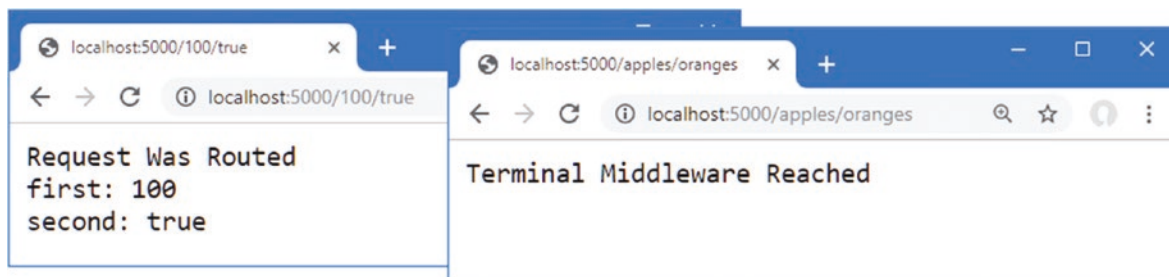 localhost:5000/100/true
localhost:5000/100/true
Request Was Routed
first: 100
second: true
localhost:5000/apples/oranges
localhost:5000/apples/oranges
Terminal Middleware Reached